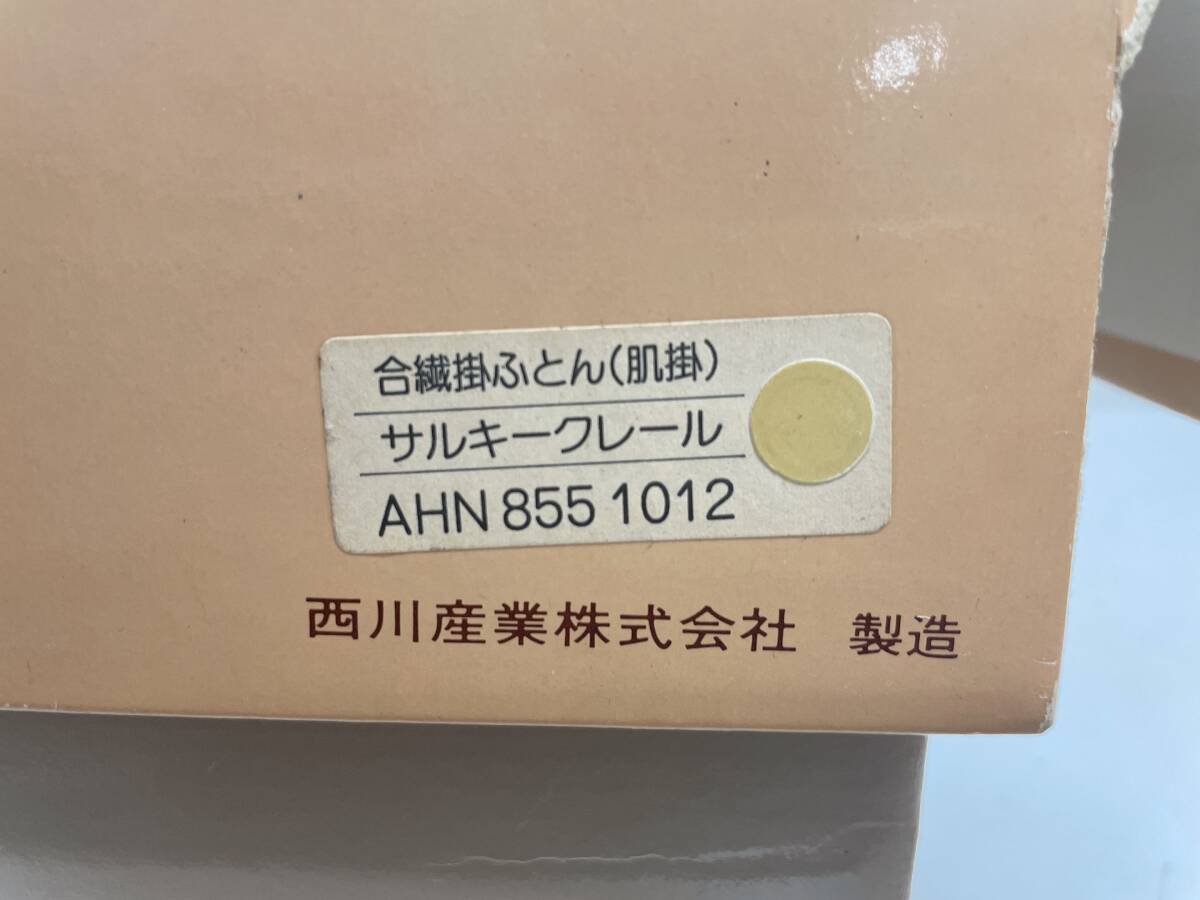 合繊掛ふとん(肌掛)
サルキークレール
AHN 855 1012
西川産業株式会社 製造